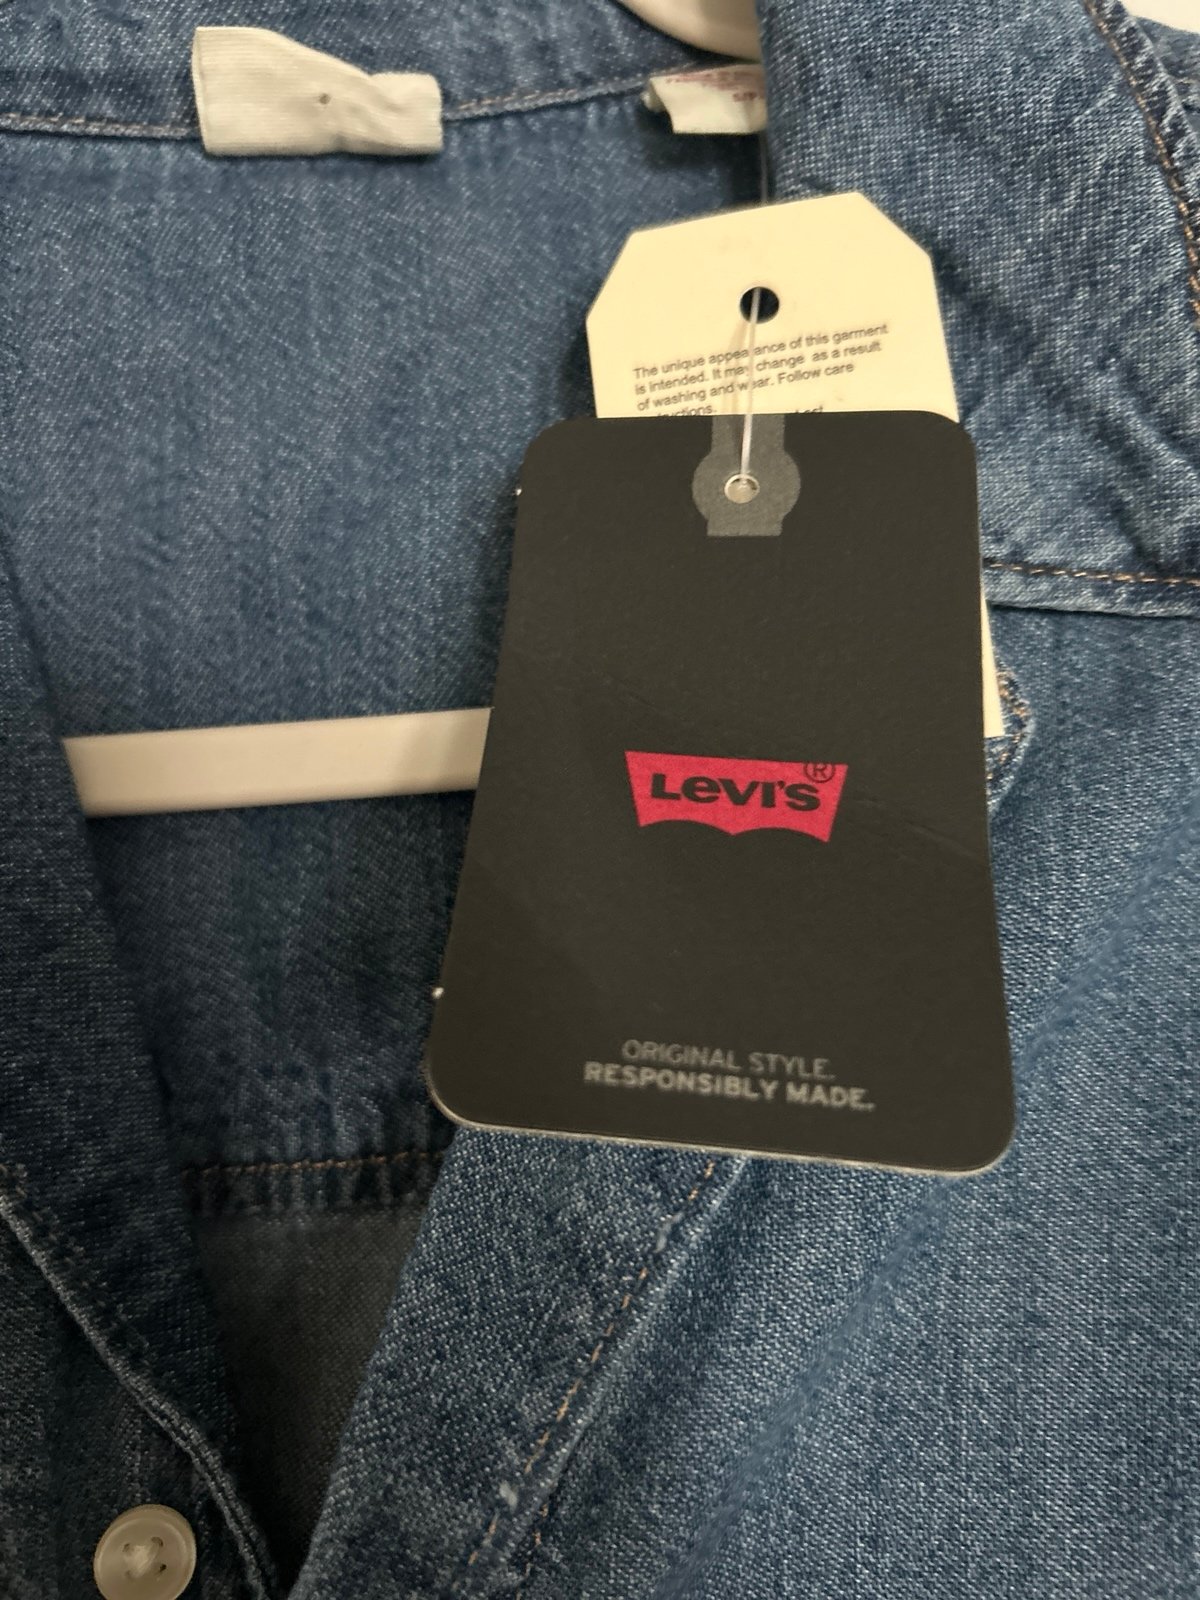 The unique appearance of this garment
is intended. It may change as a result
of washing and wear. Follow care
LEVI'S®
ORIGINAL STYLE.
RESPONSIBLY MADE.